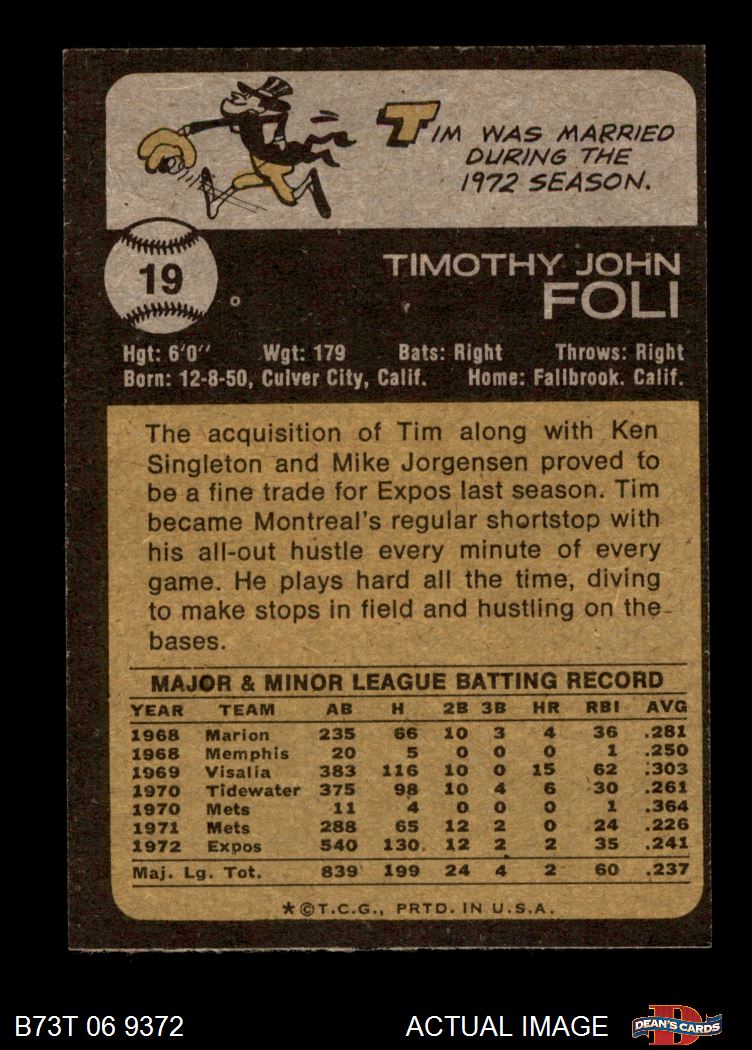 TIM WAS MARRIED
DURING THE
1972 SEASON.
19
TIMOTHY JOHN
FOLI
Hgt: 6'0'' Wgt: 179 Bats: Right Throws: Right
Born: 12-8-50, Culver City, Calif. Home: Fallbrook. Calif.
The acquisition of Tim along with Ken
Singleton and Mike Jorgensen proved to
be a fine trade for Expos last season. Tim
became Montreal's regular shortstop with
his all-out hustle every minute of every
game. He plays hard all the time, diving
to make stops in field and hustling on the
bases.
MAJOR & MINOR LEAGUE BATTING RECORD
YEAR TEAM AB H 2B 3B HR RBI AVG
1968 Marion 235 66 10 3 4 36 .281
1968 Memphis 20 5 0 0 0 1 .250
1969 Visalia 383 116 10 0 15 62 .303
1970 Tidewater 375 98 10 4 6 30 .261
1970 Mets 11 4 0 0 0 1 .364
1971 Mets 288 65 12 2 0 24 .226
1972 Expos 540 130 12 2 2 35 .241
Maj. Lg. Tot. 839 199 24 4 2 60 .237
*©T.C.G., PRTD. IN U.S.A.
B73T 06 9372 ACTUAL IMAGE DEAN'S CARDS